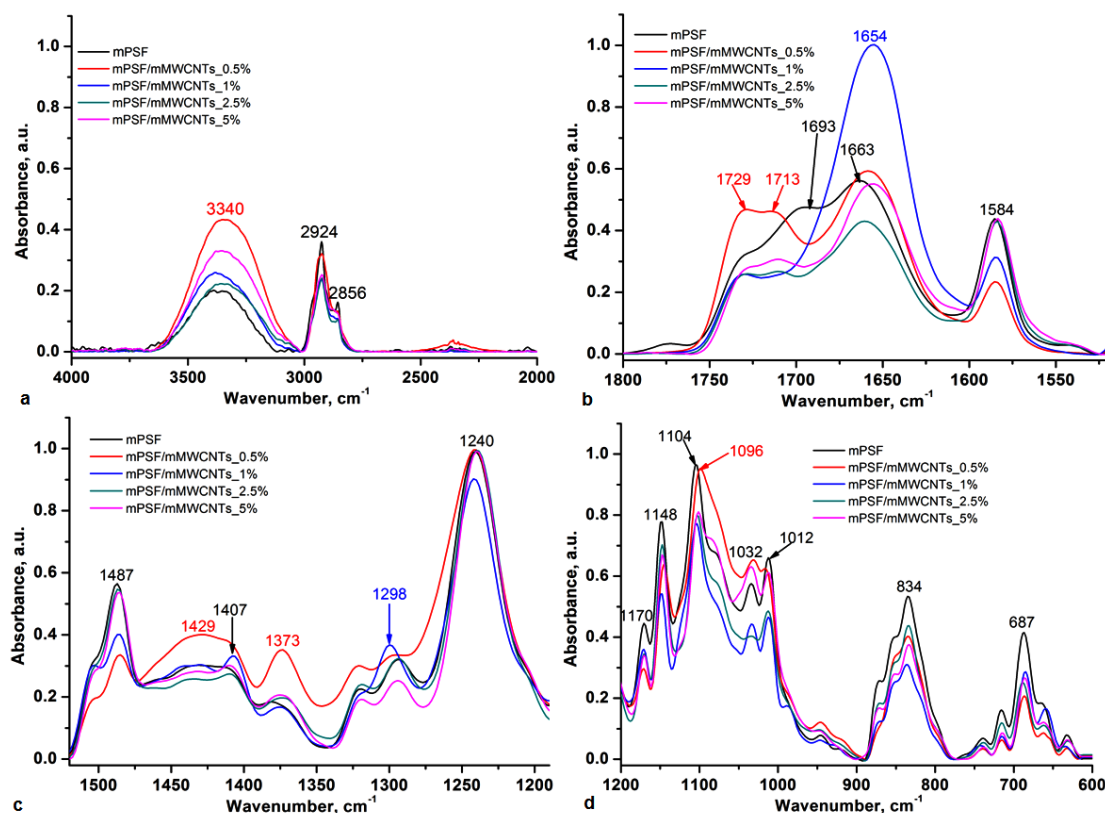 1.0
0.8
0.6
0.4
0.2
0.0
Absorbance, a.u.
mPSF
mPSF/mMWCNTs_0.5%
mPSF/mMWCNTs_1%
mPSF/mMWCNTs_2.5%
mPSF/mMWCNTs_5%
3340
2924
2856
4000 3500 3000 2500 2000
Wavenumber, cm-1
a
1.0
0.8
0.6
0.4
0.2
0.0
Absorbance, a.u.
mPSF
mPSF/mMWCNTs_0.5%
mPSF/mMWCNTs_1%
mPSF/mMWCNTs_2.5%
mPSF/mMWCNTs_5%
1654
1693
1663
1729 1713
1584
1800 1750 1700 1650 1600 1550
Wavenumber, cm-1
b
1.0
0.8
0.6
0.4
0.2
0.0
Absorbance, a.u.
mPSF
mPSF/mMWCNTs_0.5%
mPSF/mMWCNTs_1%
mPSF/mMWCNTs_2.5%
mPSF/mMWCNTs_5%
1240
1487
1298
1407
1429
1373
1500 1450 1400 1350 1300 1250 1200
Wavenumber, cm-1
c
1.0
0.8
0.6
0.4
0.2
0.0
Absorbance, a.u.
mPSF
mPSF/mMWCNTs_0.5%
mPSF/mMWCNTs_1%
mPSF/mMWCNTs_2.5%
mPSF/mMWCNTs_5%
1104
1096
1148
1032
1012
1170
834
687
1200 1100 1000 900 800 700 600
Wavenumber, cm-1
d